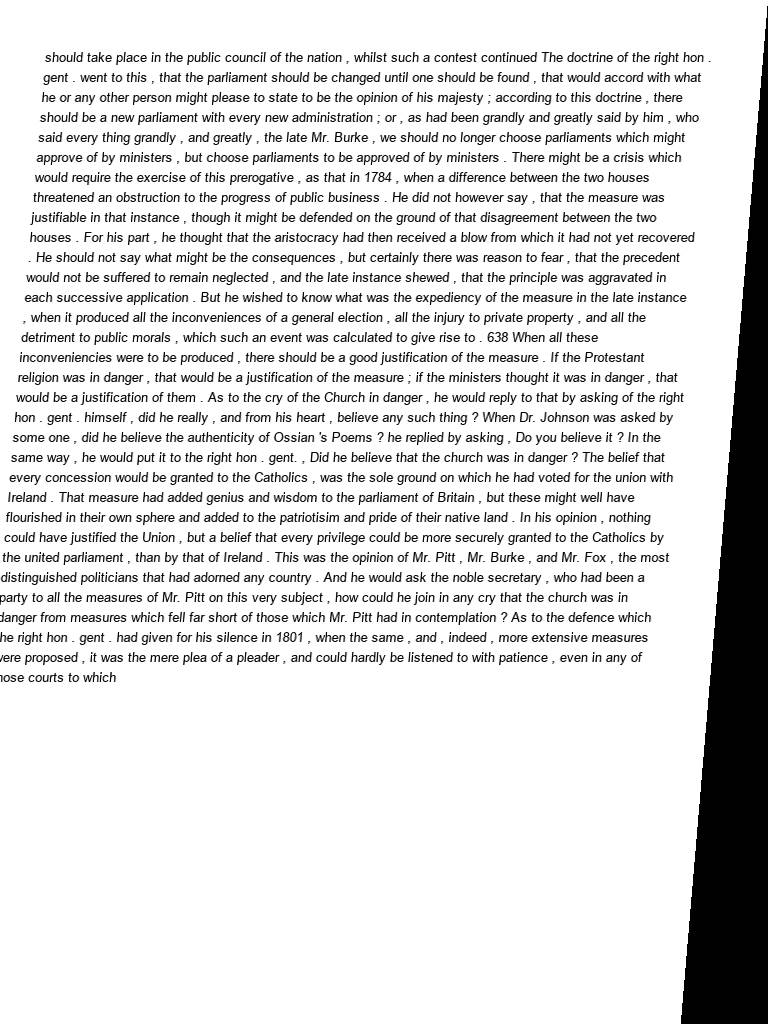 should take place in the public council of the nation , whilst such a contest continued The doctrine of the right hon .
gent . went to this , that the parliament should be changed until one should be found , that would accord with what
he or any other person might please to state to be the opinion of his majesty ; according to this doctrine , there
should be a new parliament with every new administration ; or , as had been grandly and greatly said by him , who
said every thing grandly , and greatly , the late Mr. Burke , we should no longer choose parliaments which might
approve of by ministers , but choose parliaments to be approved of by ministers . There might be a crisis which
would require the exercise of this prerogative , as that in 1784 , when a difference between the two houses
threatened an obstruction to the progress of public business . He did not however say , that the measure was
justifiable in that instance , though it might be defended on the ground of that disagreement between the two
houses . For his part , he thought that the aristocracy had then received a blow from which it had not yet recovered
. He should not say what might be the consequences , but certainly there was reason to fear , that the precedent
would not be suffered to remain neglected , and the late instance shewed , that the principle was aggravated in
each successive application . But he wished to know what was the expediency of the measure in the late instance
, when it produced all the inconveniences of a general election , all the injury to private property , and all the
detriment to public morals , which such an event was calculated to give rise to . 638 When all these
inconveniencies were to be produced , there should be a good justification of the measure . If the Protestant
religion was in danger , that would be a justification of the measure ; if the ministers thought it was in danger , that
would be a justification of them . As to the cry of the Church in danger , he would reply to that by asking of the right
hon . gent . himself , did he really , and from his heart , believe any such thing ? When Dr. Johnson was asked by
some one , did he believe the authenticity of Ossian 's Poems ? he replied by asking , Do you believe it ? In the
same way , he would put it to the right hon . gent. , Did he believe that the church was in danger ? The belief that
every concession would be granted to the Catholics , was the sole ground on which he had voted for the union with
Ireland . That measure had added genius and wisdom to the parliament of Britain , but these might well have
flourished in their own sphere and added to the patriotisim and pride of their native land . In his opinion , nothing
could have justified the Union , but a belief that every privilege could be more securely granted to the Catholics by
the united parliament , than by that of Ireland . This was the opinion of Mr. Pitt , Mr. Burke , and Mr. Fox , the most
distinguished politicians that had adorned any country . And he would ask the noble secretary , who had been a
party to all the measures of Mr. Pitt on this very subject , how could he join in any cry that the church was in
danger from measures which fell far short of those which Mr. Pitt had in contemplation ? As to the defence which
he right hon . gent . had given for his silence in 1801 , when the same , and , indeed , more extensive measures
were proposed , it was the mere plea of a pleader , and could hardly be listened to with patience , even in any of
hose courts to which